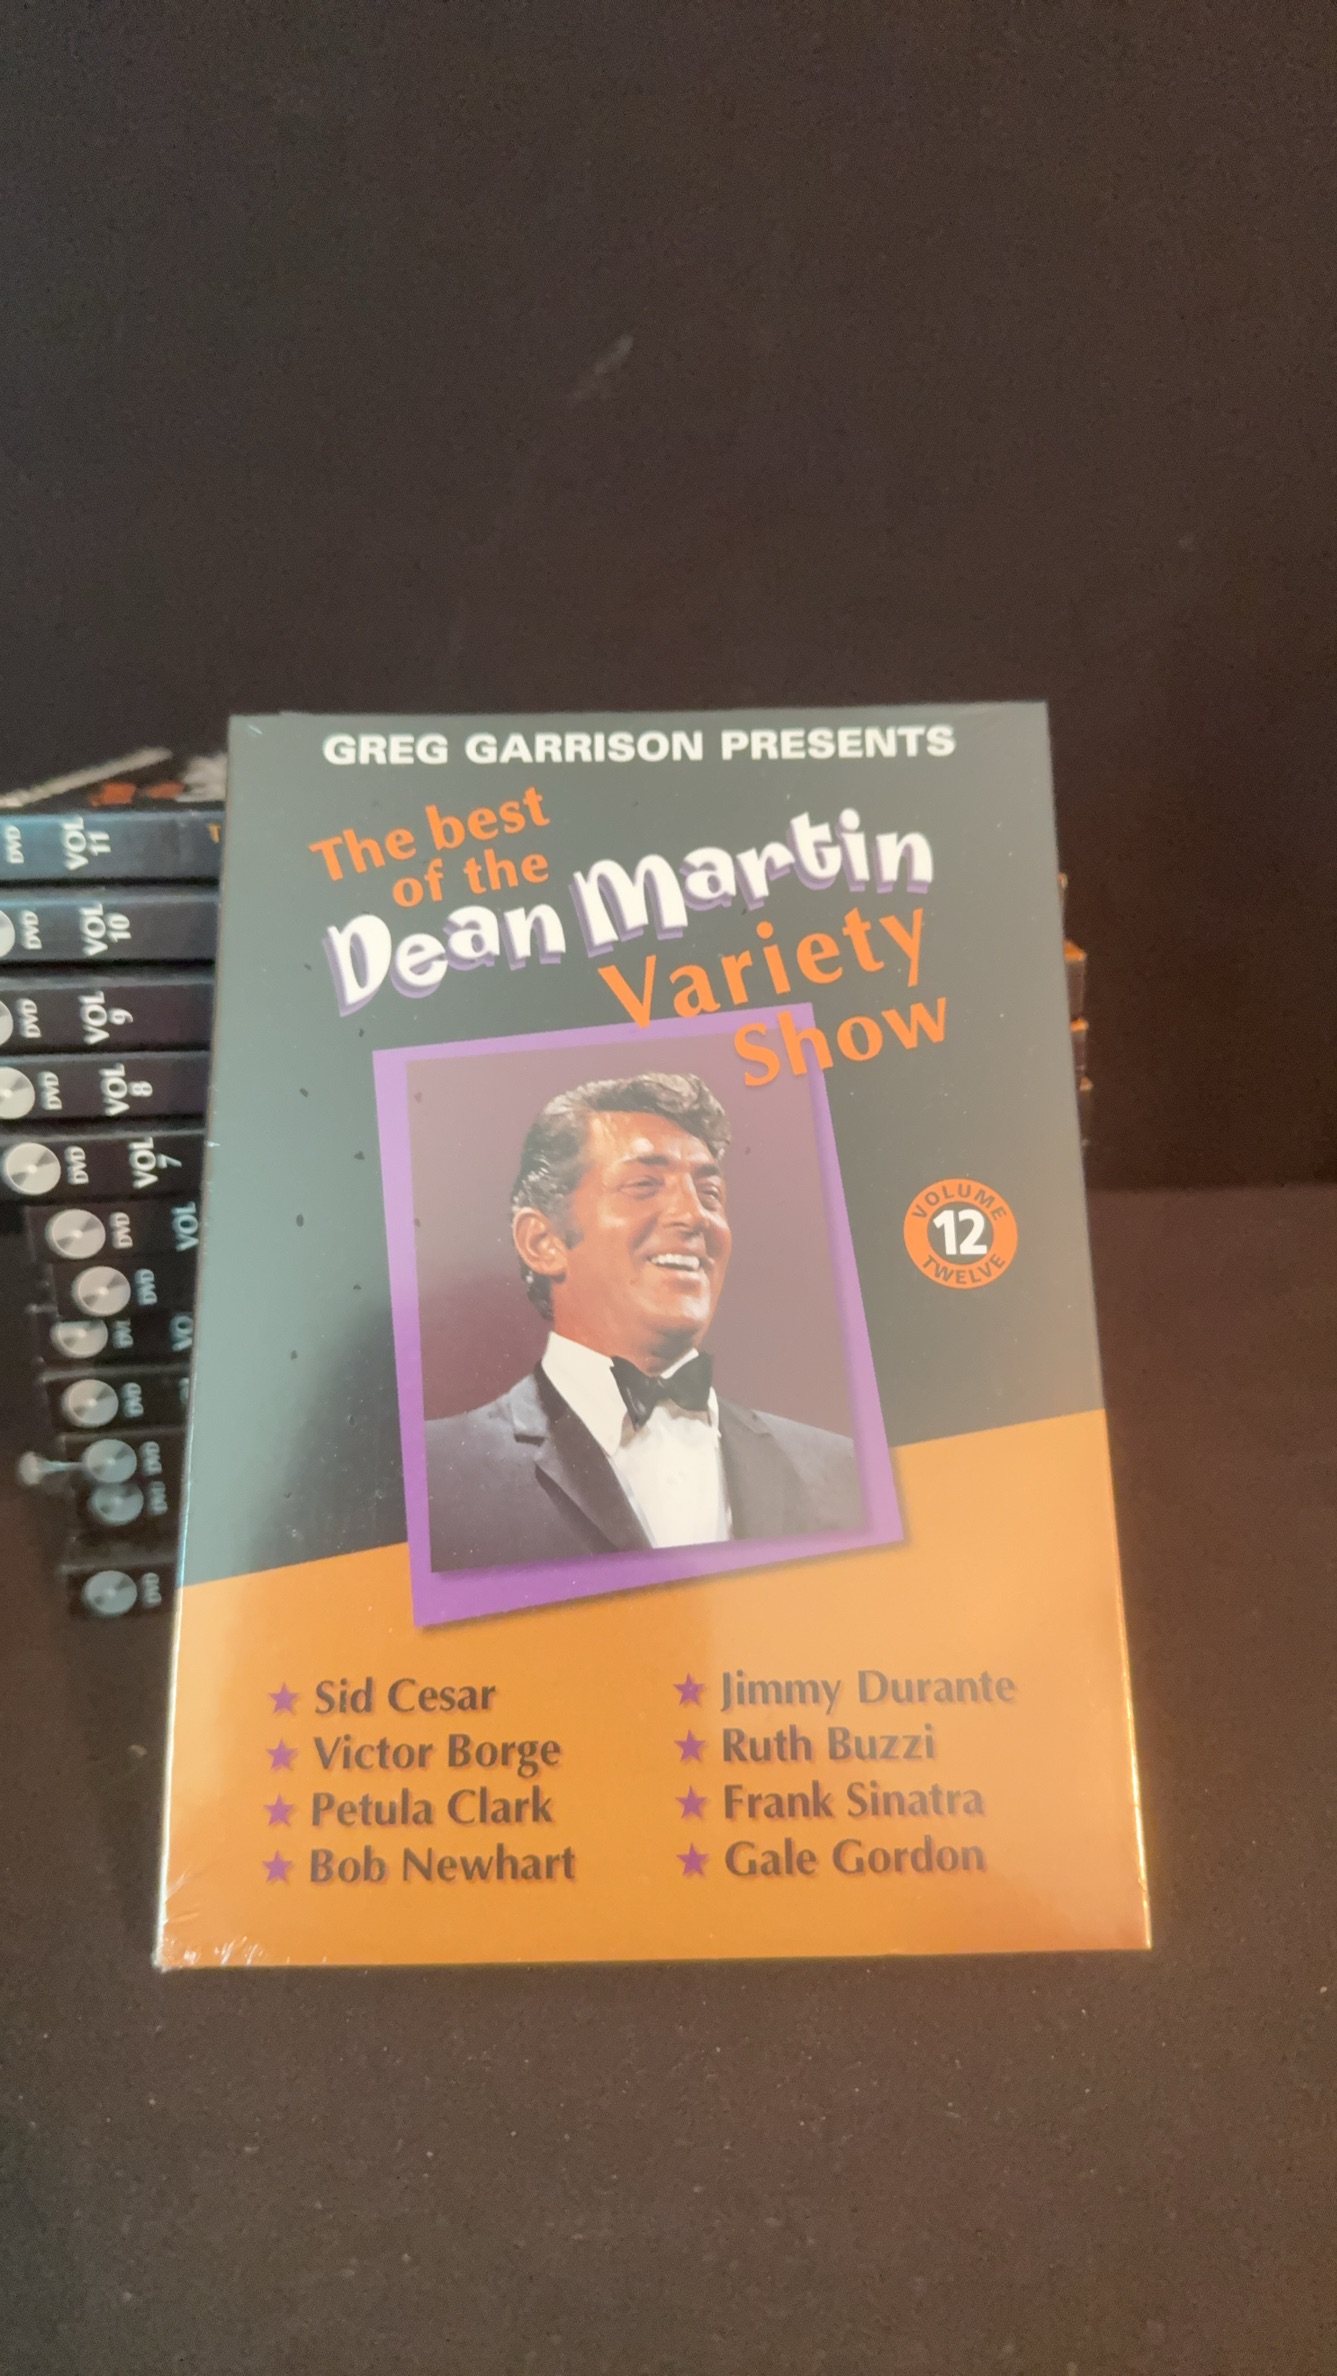 GREG GARRISON PRESENTS
The best
of the
Dean Martin
Variety
Show
VOLUME
12
TWELVE
★ Sid Cesar
★ Victor Borge
★ Petula Clark
★ Bob Newhart
★ Jimmy Durante
★ Ruth Buzzi
★ Frank Sinatra
★ Gale Gordon
DVD VOL 11
DVD VOL 10
DVD VOL 9
DVD VOL 8
DVD VOL 7
DVD VOL
DVD
DVD
DVD
DVD
DVD